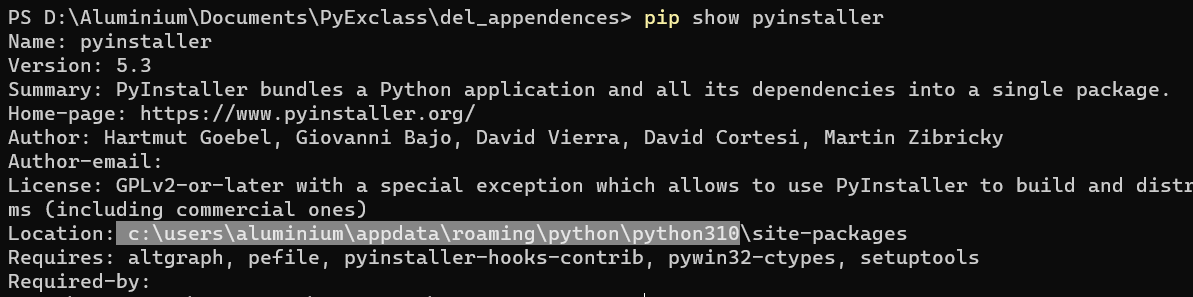 PS D:\Aluminium\Documents\PyExclass\del_appendences> pip show pyinstaller
Name: pyinstaller
Version: 5.3
Summary: PyInstaller bundles a Python application and all its dependencies into a single package.
Home-page: https://www.pyinstaller.org/
Author: Hartmut Goebel, Giovanni Bajo, David Vierra, David Cortesi, Martin Zibricky
Author-email:
License: GPLv2-or-later with a special exception which allows to use PyInstaller to build and distr
ms (including commercial ones)
Location: c:\users\aluminium\appdata\roaming\python\python310\site-packages
Requires: altgraph, pefile, pyinstaller-hooks-contrib, pywin32-ctypes, setuptools
Required-by: